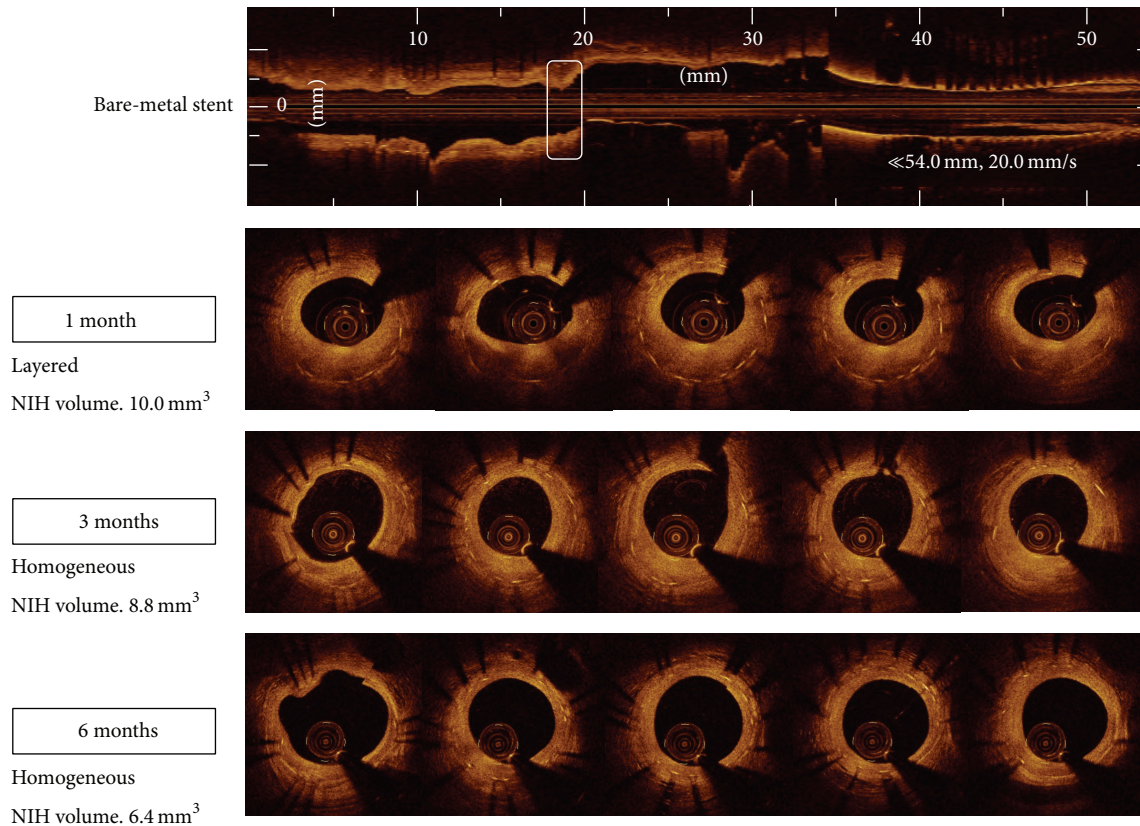 10 20 30 40 50
(mm)
Bare-metal stent
0
(mm)
≪54.0 mm, 20.0 mm/s
1 month
Layered
NIH volume. 10.0 mm³
3 months
Homogeneous
NIH volume. 8.8 mm³
6 months
Homogeneous
NIH volume. 6.4 mm³